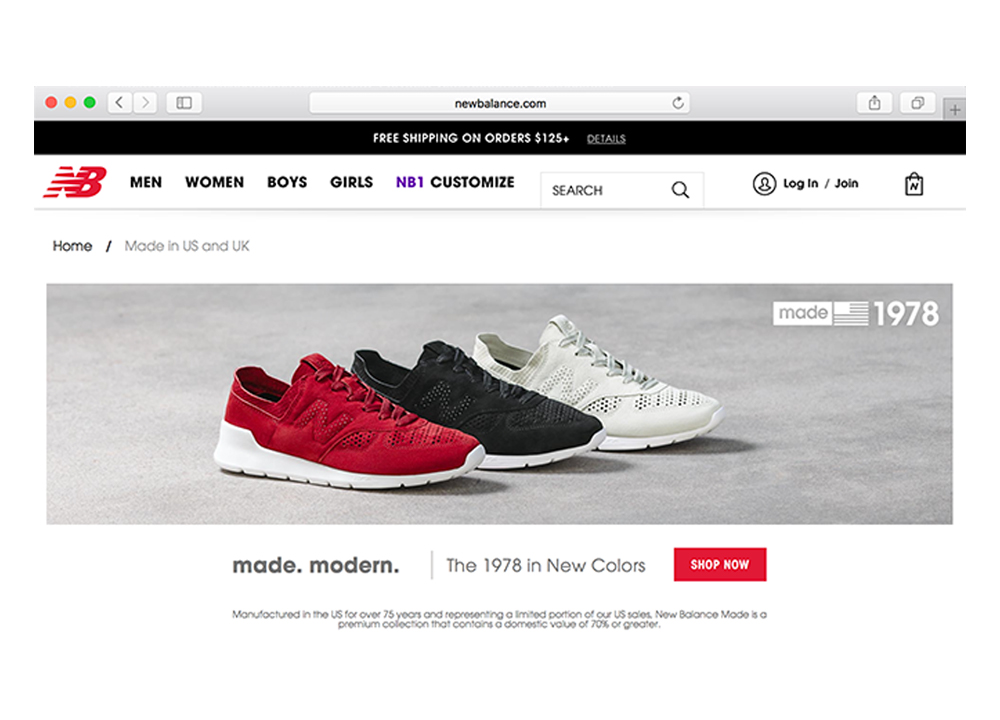 newbalance.com
FREE SHIPPING ON ORDERS $125+ DETAILS
NB MEN WOMEN BOYS GIRLS NB1 CUSTOMIZE SEARCH Log In / Join
Home / Made in US and UK
made 1978
made. modern. The 1978 in New Colors SHOP NOW
Manufactured in the US for over 75 years and representing a limited portion of our US sales, New Balance Made is a
premium collection that contains a domestic value of 70% or greater.